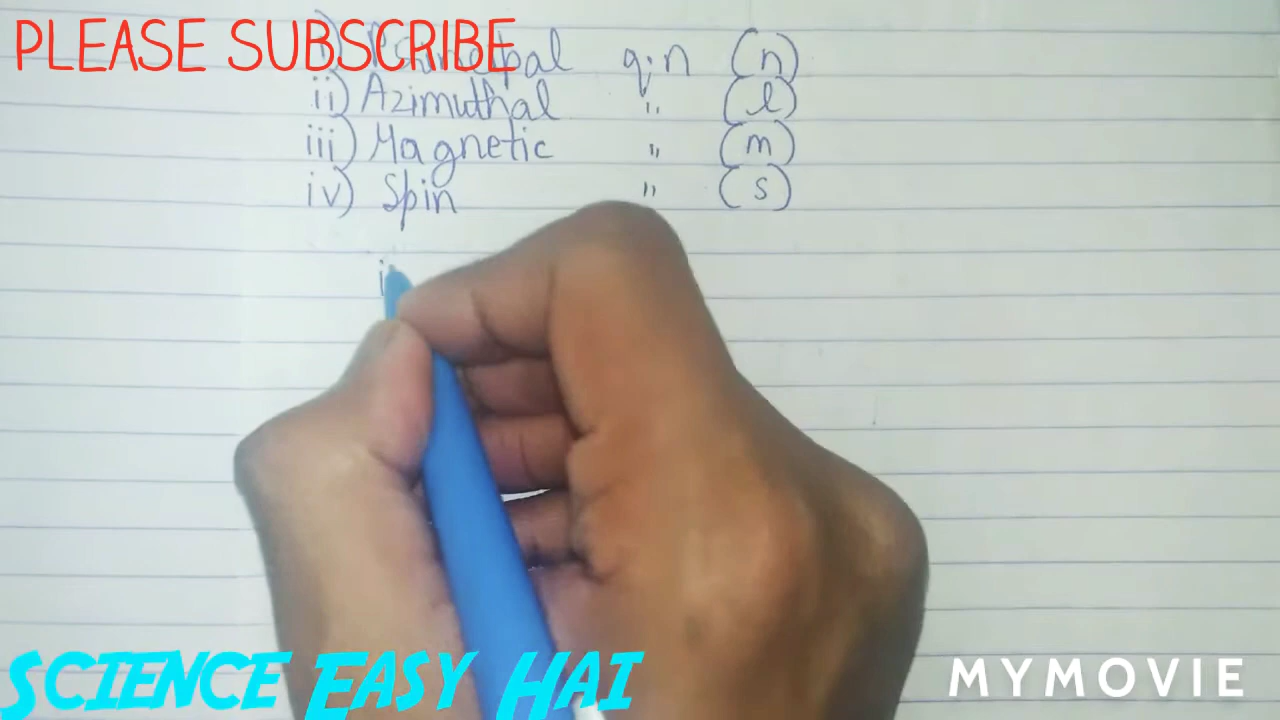 PLEASE SUBSCRIBE
i) Principal q.n (n)
ii) Azimuthal " (l)
iii) Magnetic " (m)
iv) Spin " (s)
i
SCIENCE EASY HAI
MYMOVIE